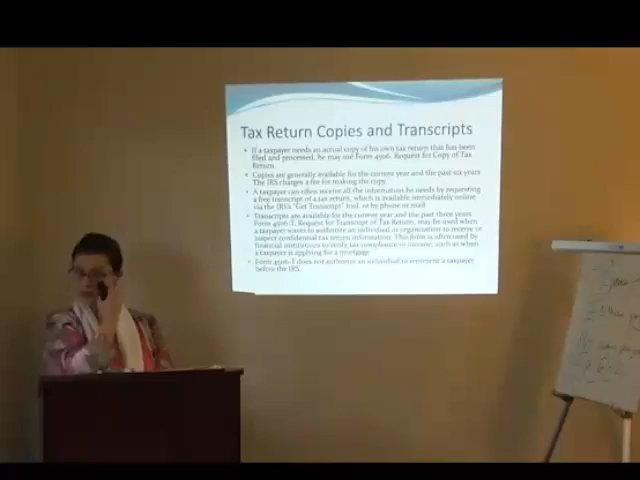 Tax Return Copies and Transcripts
• If a taxpayer needs an actual copy of his own tax return that has been
filed and processed, he may use Form 4506, Request for Copy of Tax
Return.
• Copies are generally available for the current year and the past six years.
The IRS charges a fee for making the copy.
• A taxpayer can often receive all the information he needs by requesting
a free transcript of a tax return, which is available immediately online
via the IRS's "Get Transcript" tool, or by phone or mail.
• Transcripts are available for the current year and the past three years.
Form 4506-T, Request for Transcript of Tax Return, may be used when
a taxpayer wants to authorize an individual or organization to receive or
inspect confidential tax return information. This form is often used by
financial institutions to verify tax compliance or income, such as when
a taxpayer is applying for a mortgage.
• Form 4506-T does not authorize an individual to represent a taxpayer
before the IRS.